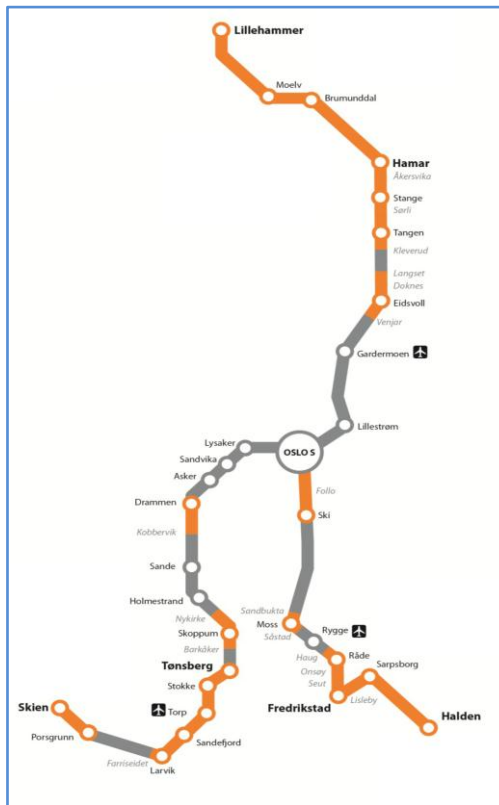 Lillehammer
Moelv
Brumunddal
Hamar
Åkersvika
Stange
Sørli
Tangen
Kleverud
Langset
Doknes
Eidsvoll
Venjar
Gardermoen
Lillestrøm
Lysaker
OSLO S
Sandvika
Asker
Follo
Drammen
Ski
Kobbervik
Sande
Holmestrand
Nykirke
Sandbukta
Moss
Såstad
Rygge
Skoppum
Barkåker
Haug
Råde
Tønsberg
Onsøy
Sarpsborg
Stokke
Seut
Lisleby
Skien
Torp
Fredrikstad
Halden
Porsgrunn
Sandefjord
Farriseidet
Larvik